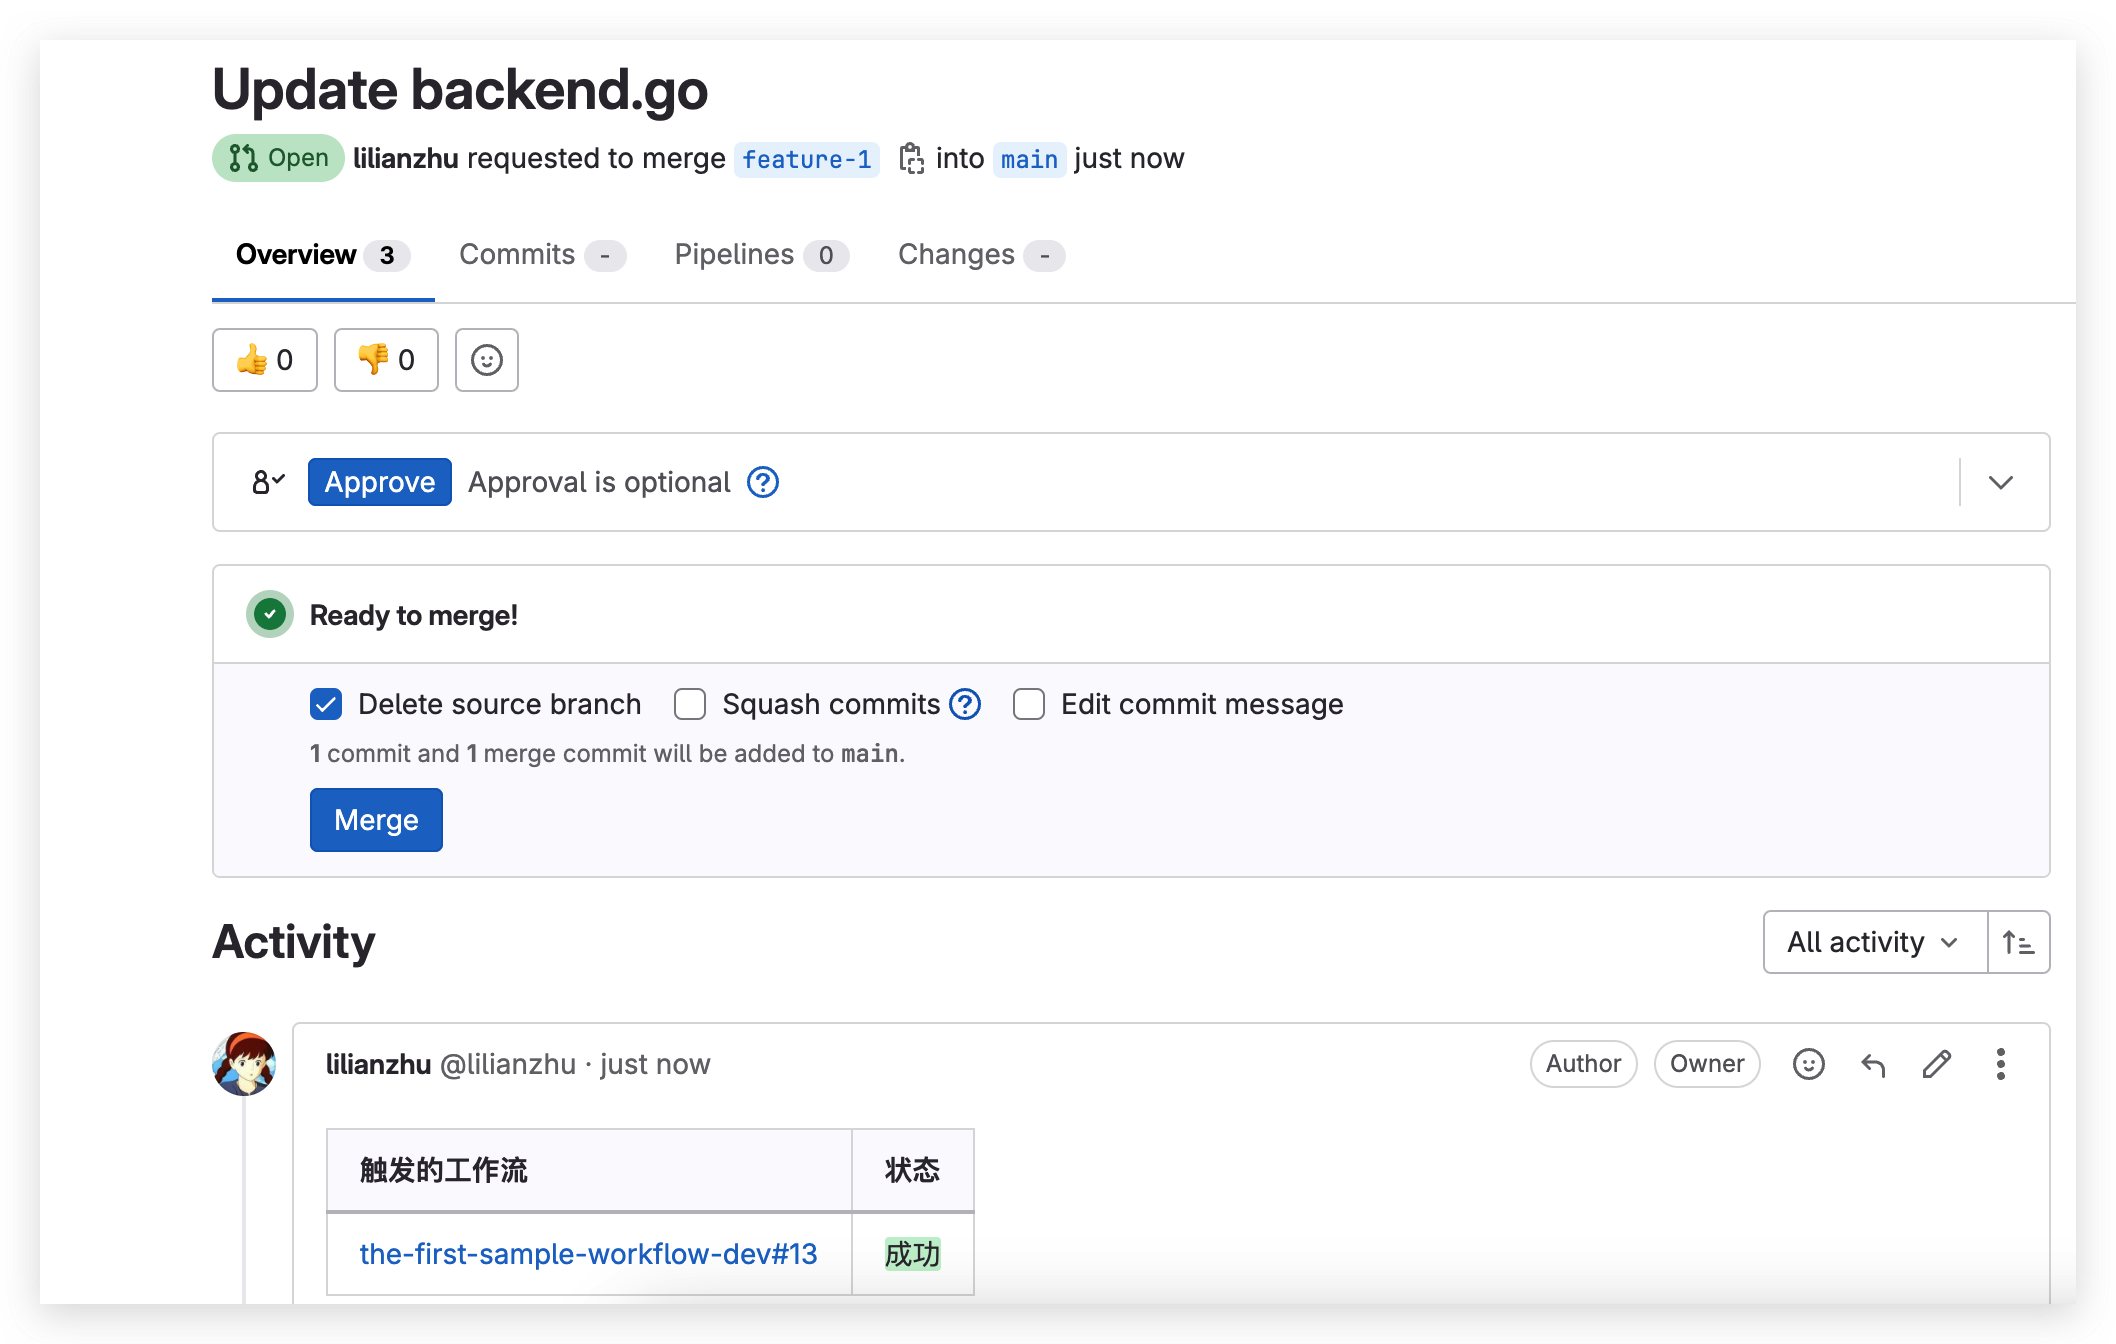 Update backend.go
Open lilianzhu requested to merge feature-1 into main just now
Overview 3 Commits - Pipelines 0 Changes -
👍 0 👎 0
Approve Approval is optional ?
Ready to merge!
Delete source branch Squash commits ? Edit commit message
1 commit and 1 merge commit will be added to main.
Merge
Activity All activity
lilianzhu @lilianzhu · just now Author Owner
触发的工作流 状态
the-first-sample-workflow-dev#13 成功